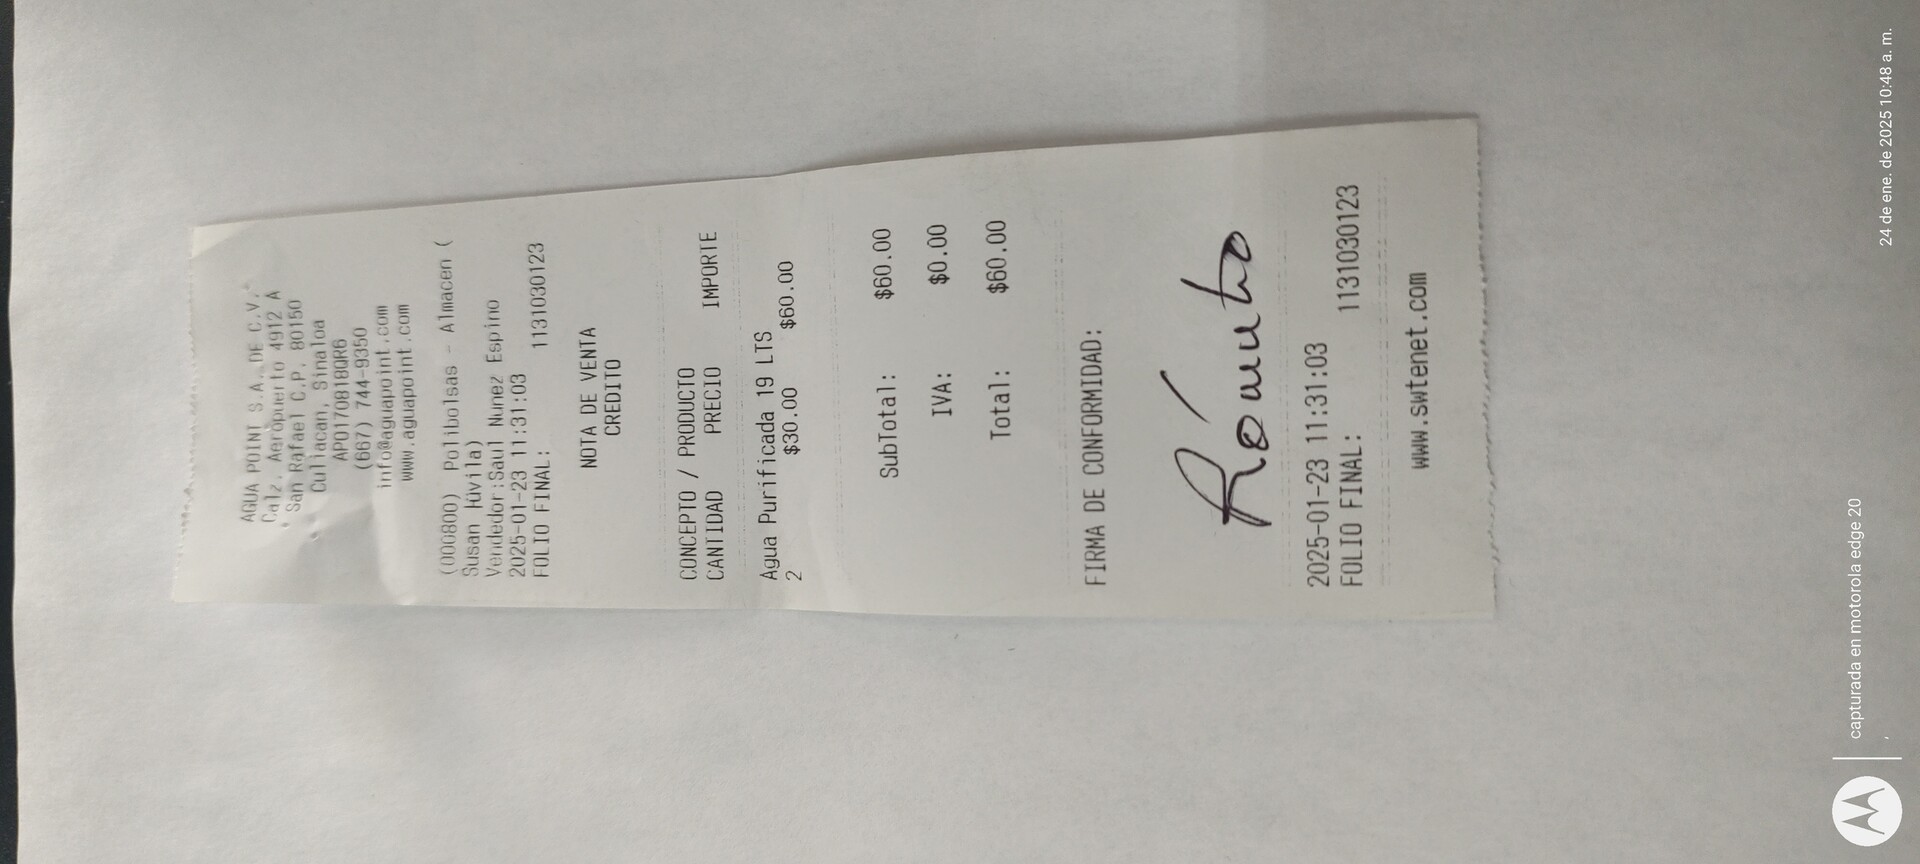 AGUA POINT S.A. DE C.V.
Calz. Aeropuerto 4912 A
San Rafael C.P. 80150
Culiacan, Sinaloa
APO170818QR6
(667) 744-9350
info@aguapoint.com
www.aguapoint.com
(000800) Polibolsas - Almacen (
Susan Hüvila)
Vendedor:Saul Nunez Espino
2025-01-23 11:31:03
FOLIO FINAL: 1131030123
NOTA DE VENTA
CREDITO
CONCEPTO / PRODUCTO
CANTIDAD PRECIO IMPORTE
Agua Purificada 19 LTS
2 $30.00 $60.00
SubTotal: $60.00
IVA: $0.00
Total: $60.00
FIRMA DE CONFORMIDAD:
2025-01-23 11:31:03
FOLIO FINAL: 1131030123
www.swtenet.com
capturada en motorola edge 20
24 de ene. de 2025 10:48 a. m.